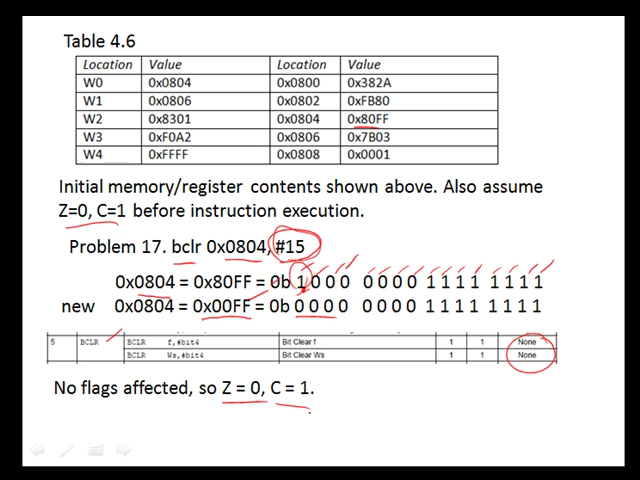 Table 4.6
Location Value Location Value
W0 0x0804 0x0800 0x382A
W1 0x0806 0x0802 0xFB80
W2 0x8301 0x0804 0x80FF
W3 0xF0A2 0x0806 0x7B03
W4 0xFFFF 0x0808 0x0001
Initial memory/register contents shown above. Also assume
Z=0, C=1 before instruction execution.
Problem 17. bclr 0x0804, #15
0x0804 = 0x80FF = 0b 1 0 0 0 0 0 0 0 1 1 1 1 1 1 1 1
new 0x0804 = 0x00FF = 0b 0 0 0 0 0 0 0 0 1 1 1 1 1 1 1 1
5 BCLR BCLR f,#bit4 Bit Clear f 1 1 None
BCLR Ws,#bit4 Bit Clear Ws 1 1 None
No flags affected, so Z = 0, C = 1.